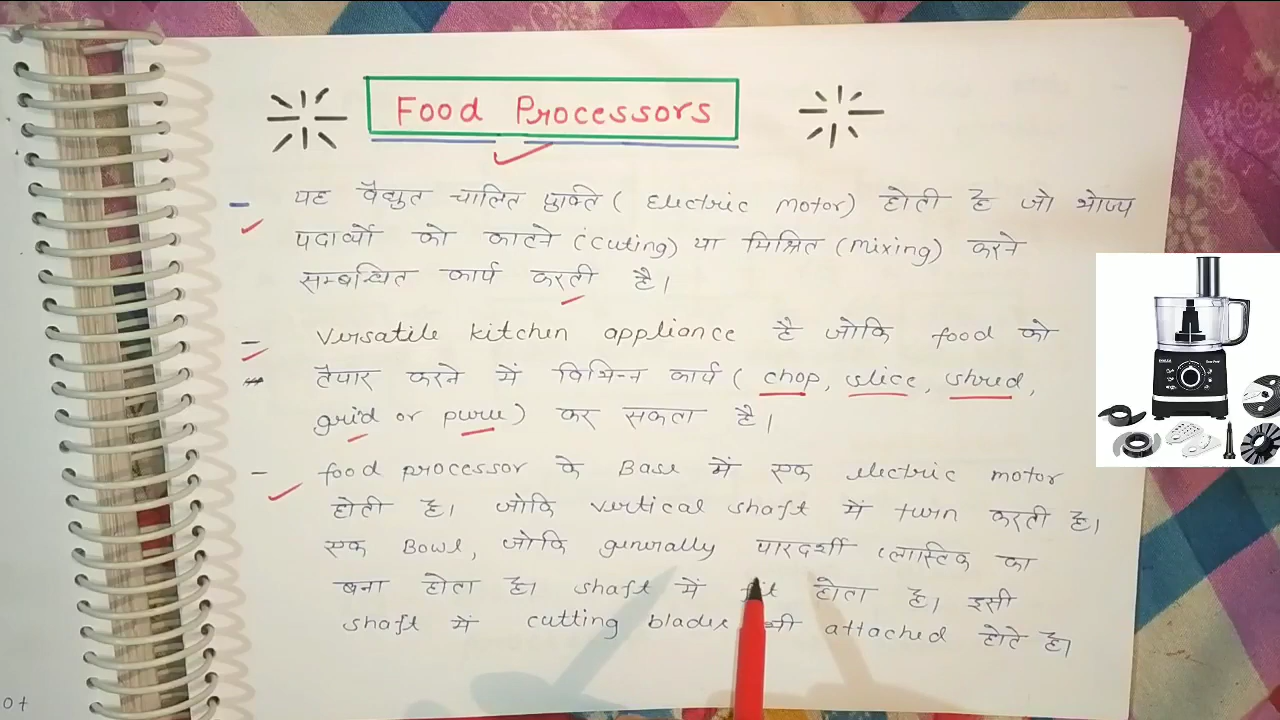 Food Processors
- यह वैद्युत चालित युक्ति ( Electric Motor) होती है जो भोज्य
पदार्थों को काटने (Cuting) या मिश्रित (mixing) करने
सम्बन्धित कार्य करती है।
- Versatile kitchen appliance है जोकि food को
तैयार करने में विभिन्न कार्य ( chop, slice, shred,
grid or puree) कर सकता है।
- food processor के Base में एक electric motor
होती है। जोकि vertical shaft में turn करती है।
एक Bowl, जोकि generally पारदर्शी प्लास्टिक का
बना होता है। shaft में fit होता है, इसी
shaft में cutting blades भी attached होते है।